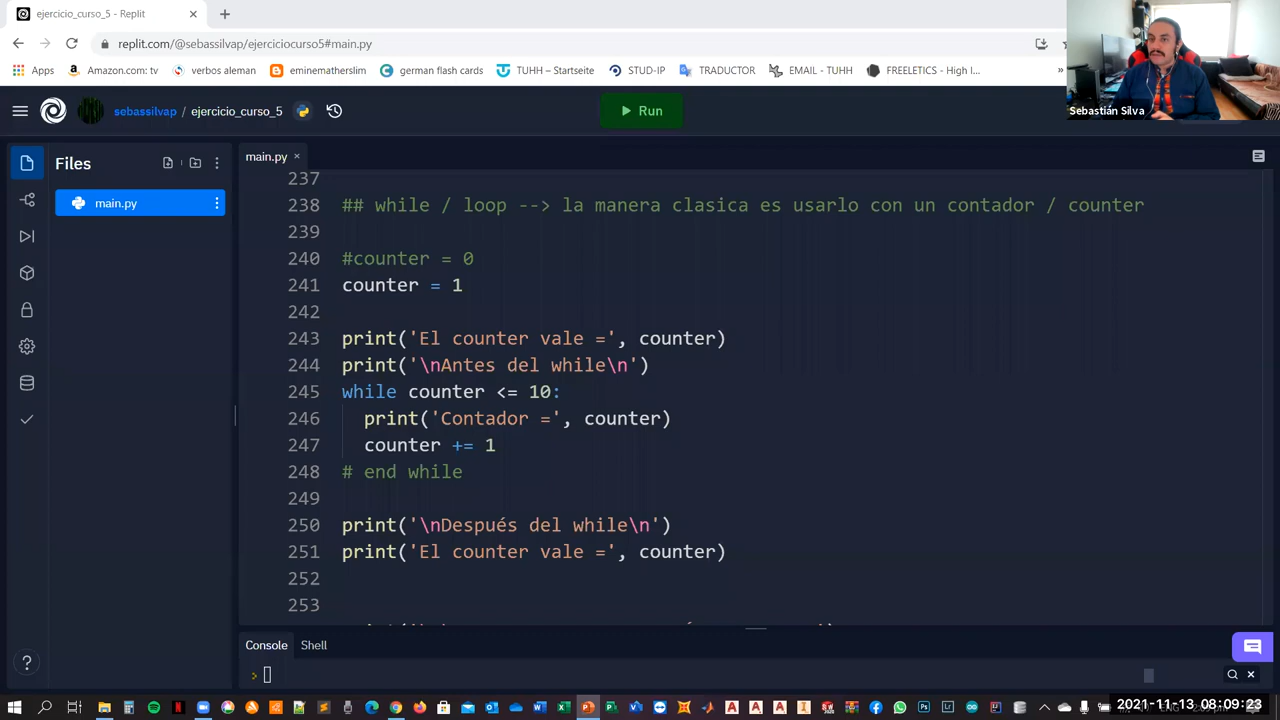 ejercicio_curso_5 - Replit
replit.com/@sebassilvap/ejerciciocurso5#main.py
Apps
Amazon.com: tv
verbos aleman
eminematherslim
german flash cards
TUHH – Startseite
STUD-IP
TRADUCTOR
EMAIL - TUHH
FREELETICS - High I...
»
Sebastián Silva
sebassilvap / ejercicio_curso_5
Run
Files
main.py
main.py
237
238 ## while / loop --> la manera clasica es usarlo con un contador / counter
239
240 #counter = 0
241 counter = 1
242
243 print('El counter vale =', counter)
244 print('\nAntes del while\n')
245 while counter <= 10:
246 print('Contador =', counter)
247 counter += 1
248 # end while
249
250 print('\nDespués del while\n')
251 print('El counter vale =', counter)
252
253
Console
Shell
2021-11-13 08:09:23